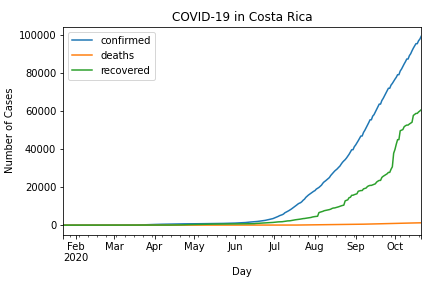 COVID-19 in Costa Rica
confirmed
deaths
recovered
Number of Cases
100000
80000
60000
40000
20000
0
Feb Mar Apr May Jun Jul Aug Sep Oct
2020
Day